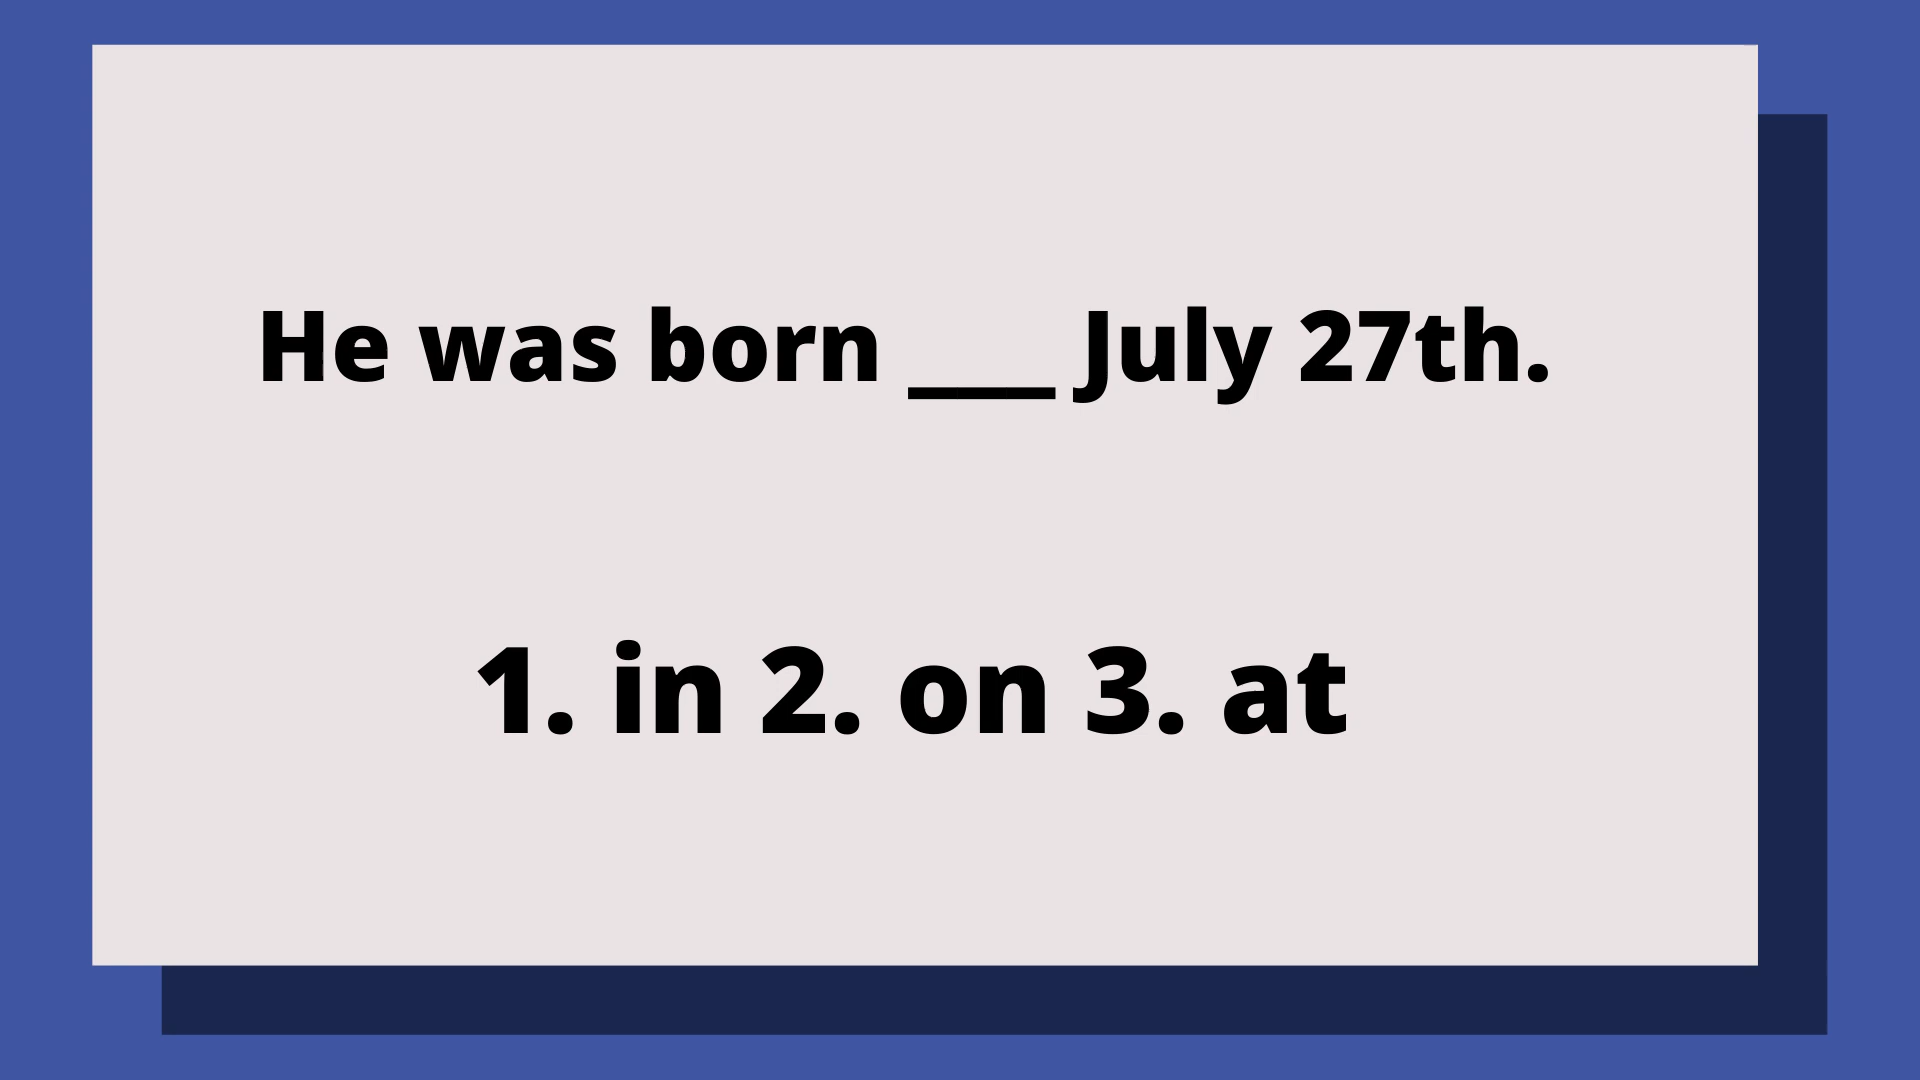 He was born ___ July 27th.
1. in 2. on 3. at